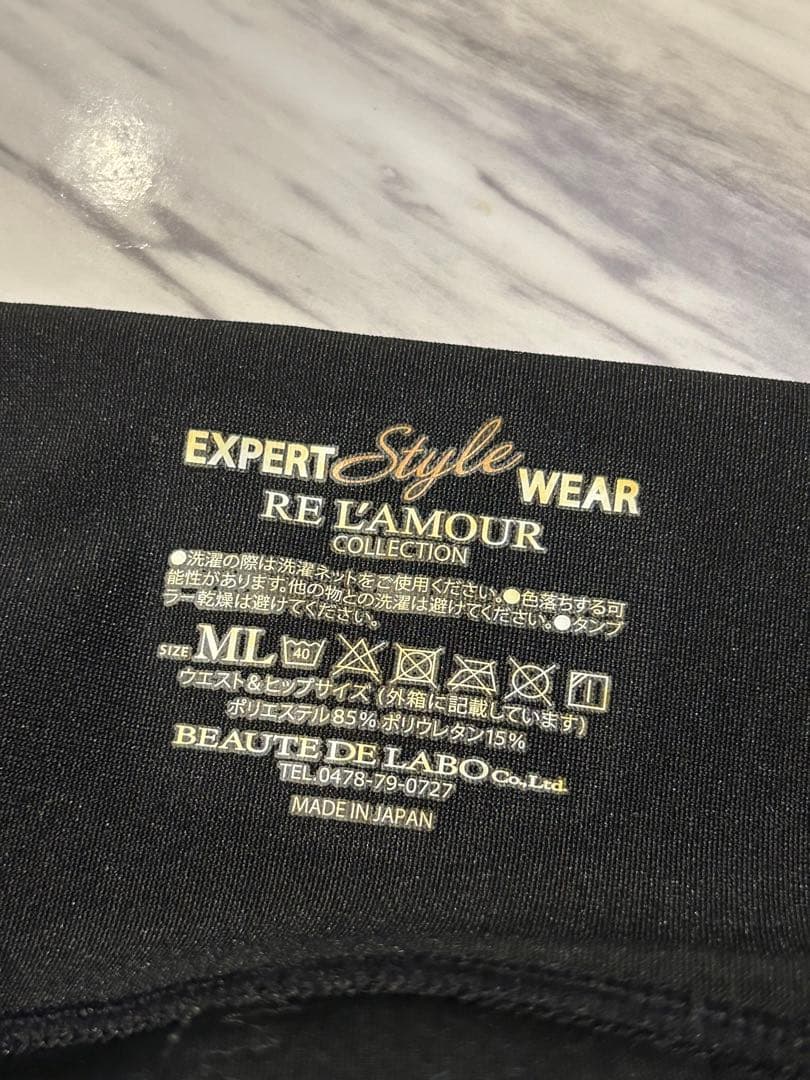 EXPERT Style WEAR
RE L'AMOUR
COLLECTION
●洗濯の際は洗濯ネットをご使用ください。●色落ちする可
能性があります。他の物との洗濯は避けてください。●タンブ
ラー乾燥は避けてください。
SIZE ML 40
ウエスト&ヒップサイズ (外箱に記載しています)
ポリエステル85% ポリウレタン15%
BEAUTE DE LABO Co.,Ltd.
TEL.0478-79-0727
MADE IN JAPAN